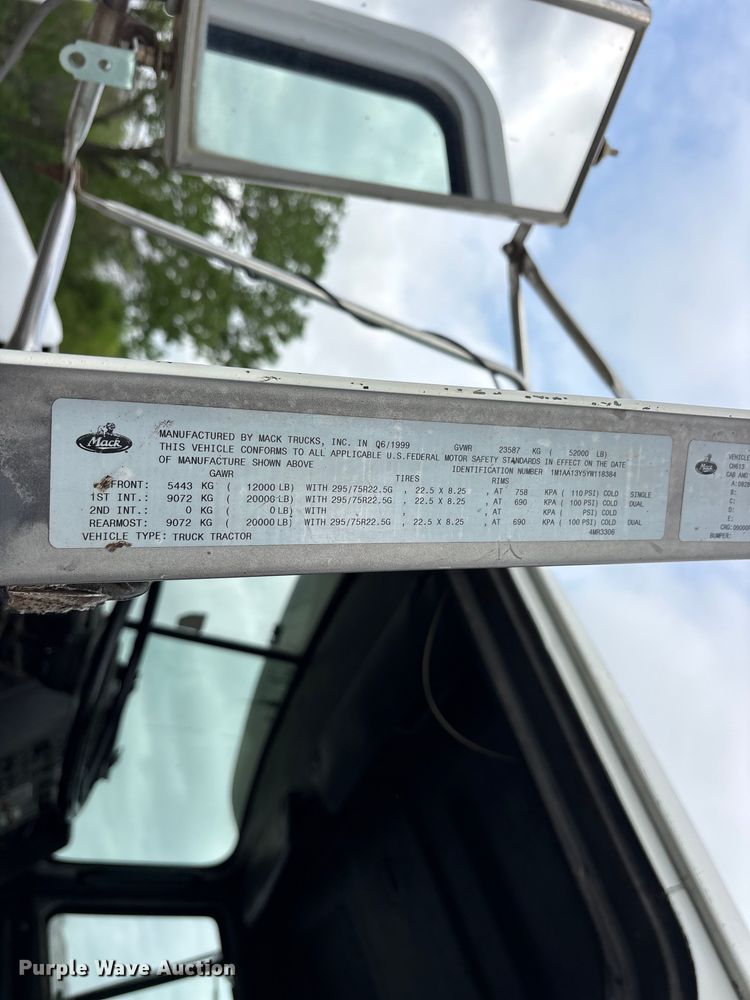 Mack
MANUFACTURED BY MACK TRUCKS, INC. IN Q6/1999 GVWR 23587 KG ( 52000 LB)
THIS VEHICLE CONFORMS TO ALL APPLICABLE U.S.FEDERAL MOTOR SAFETY STANDARDS IN EFFECT ON THE DATE
OF MANUFACTURE SHOWN ABOVE IDENTIFICATION NUMBER 1M1AA13Y5YW118384
GAWR TIRES RIMS
FRONT: 5443 KG ( 12000 LB) WITH 295/75R22.5G , 22.5 X 8.25 , AT 758 KPA ( 110 PSI) COLD SINGLE
1ST INT.: 9072 KG ( 20000 LB) WITH 295/75R22.5G , 22.5 X 8.25 , AT 690 KPA ( 100 PSI) COLD DUAL
2ND INT.: 0 KG ( 0 LB) WITH , , AT KPA ( PSI) COLD
REARMOST: 9072 KG ( 20000 LB) WITH 295/75R22.5G , 22.5 X 8.25 , AT 690 KPA ( 100 PSI) COLD DUAL
VEHICLE TYPE: TRUCK TRACTOR 4MR3306
Mack
VEHICLE
CH613
CAB AND
B:
C:
D:
E:
BUMPER:
Purple Wave Auction